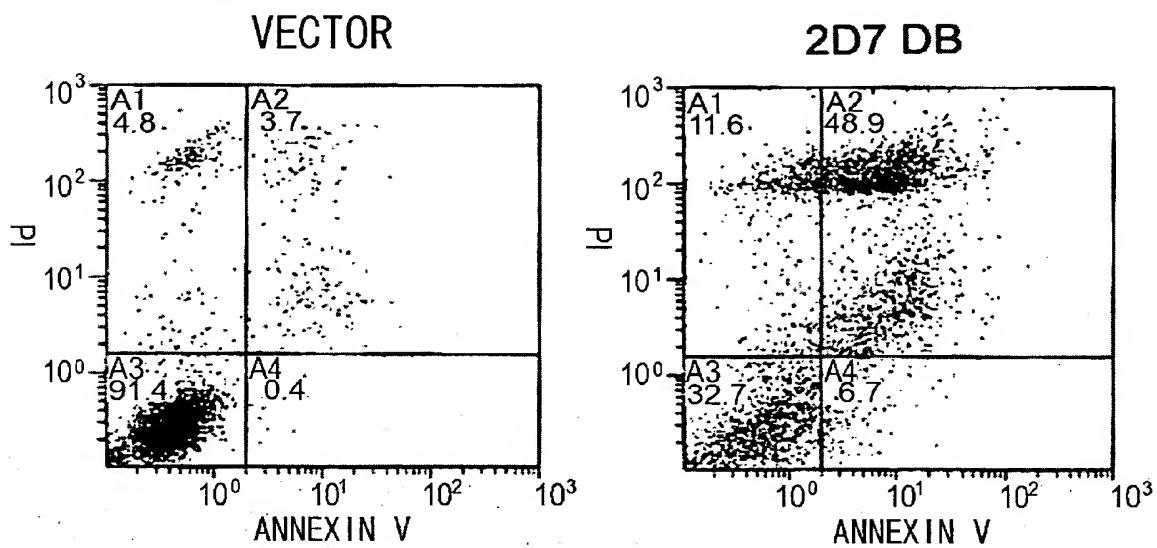 VECTOR
10³
A1
4.8
A2
3.7
10²
PI
10¹
10⁰
A3
91.4
A4
0.4
10⁰ 10¹ 10² 10³
ANNEXIN V
2D7 DB
10³
A1
11.6
A2
48.9
10²
PI
10¹
10⁰
A3
32.7
A4
6.7
10⁰ 10¹ 10² 10³
ANNEXIN V